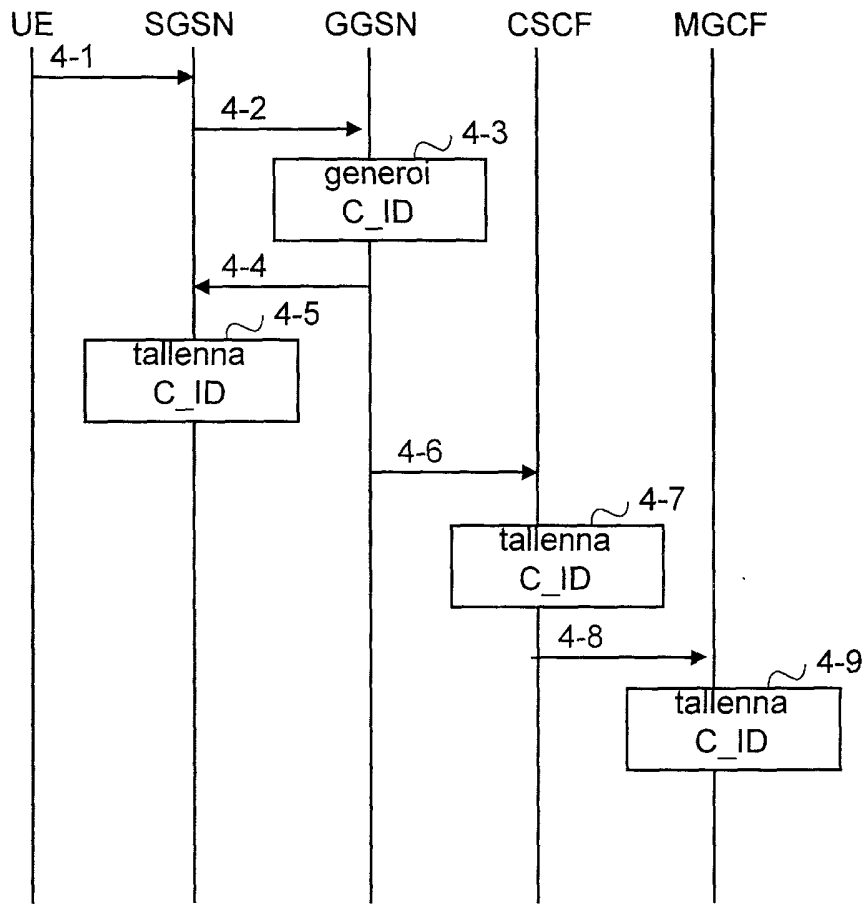 UE SGSN GGSN CSCF MGCF
4-1
4-2
4-3
generoi
C_ID
4-4
4-5
tallenna
C_ID
4-6
4-7
tallenna
C_ID
4-8
4-9
tallenna
C_ID